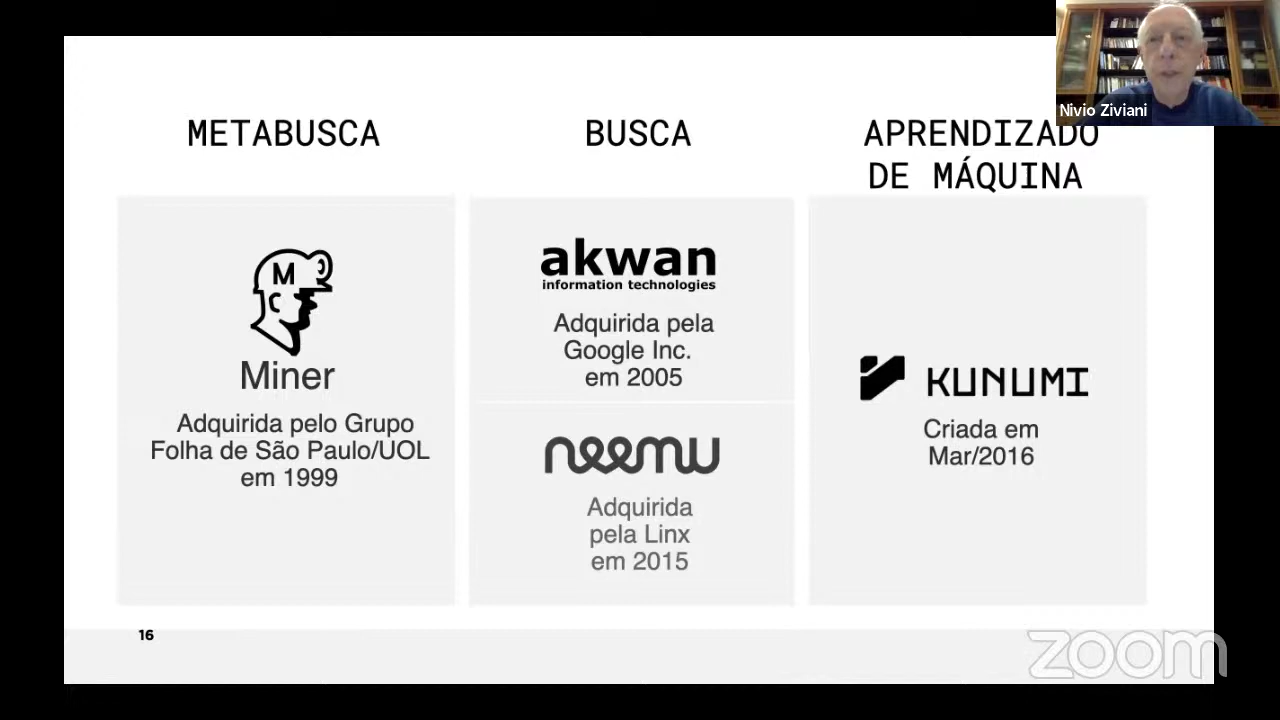 Nivio Ziviani
METABUSCA
BUSCA
APRENDIZADO
DE MÁQUINA
M
C
Miner
Adquirida pelo Grupo
Folha de São Paulo/UOL
em 1999
akwan
information technologies
Adquirida pela
Google Inc.
em 2005
neemu
Adquirida
pela Linx
em 2015
KUNUMI
Criada em
Mar/2016
16
zoom